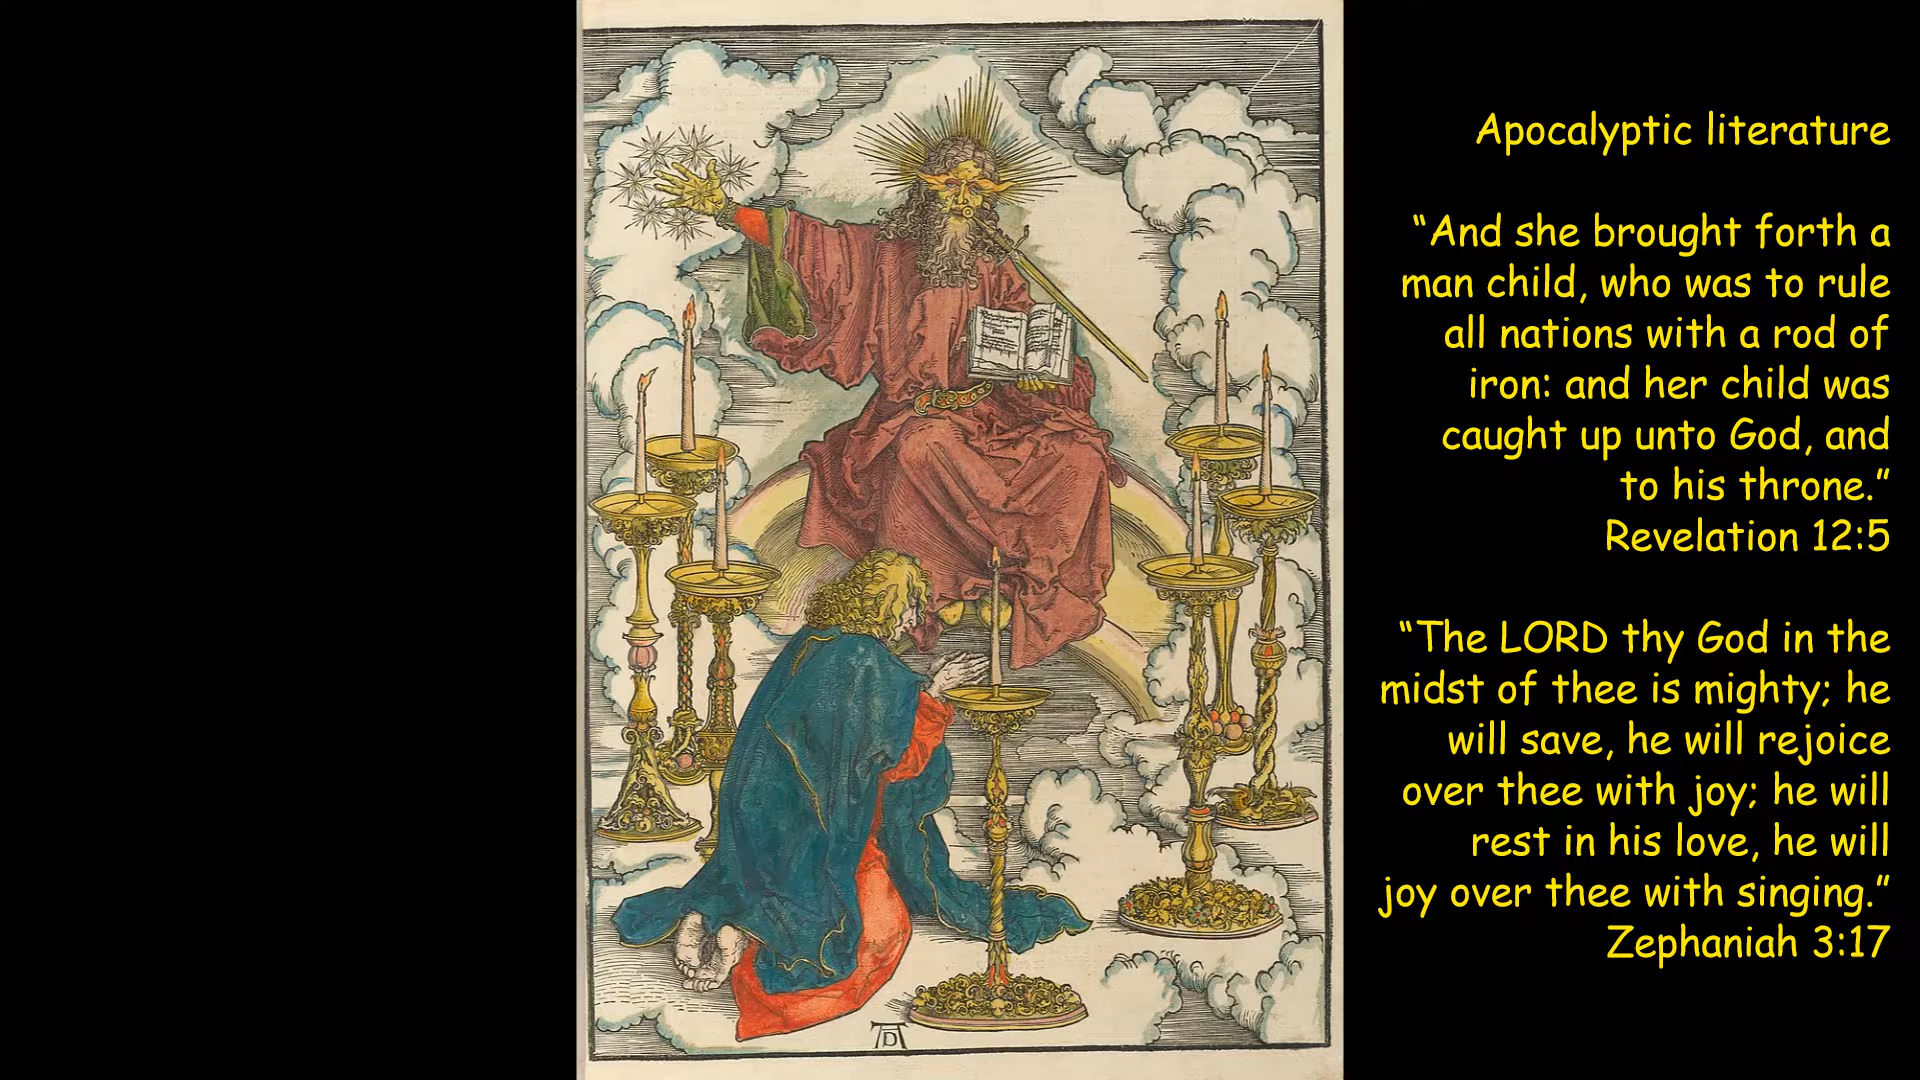 Apocalyptic literature
“And she brought forth a
man child, who was to rule
all nations with a rod of
iron: and her child was
caught up unto God, and
to his throne.”
Revelation 12:5
“The LORD thy God in the
midst of thee is mighty; he
will save, he will rejoice
over thee with joy; he will
rest in his love, he will
joy over thee with singing.”
Zephaniah 3:17
AD